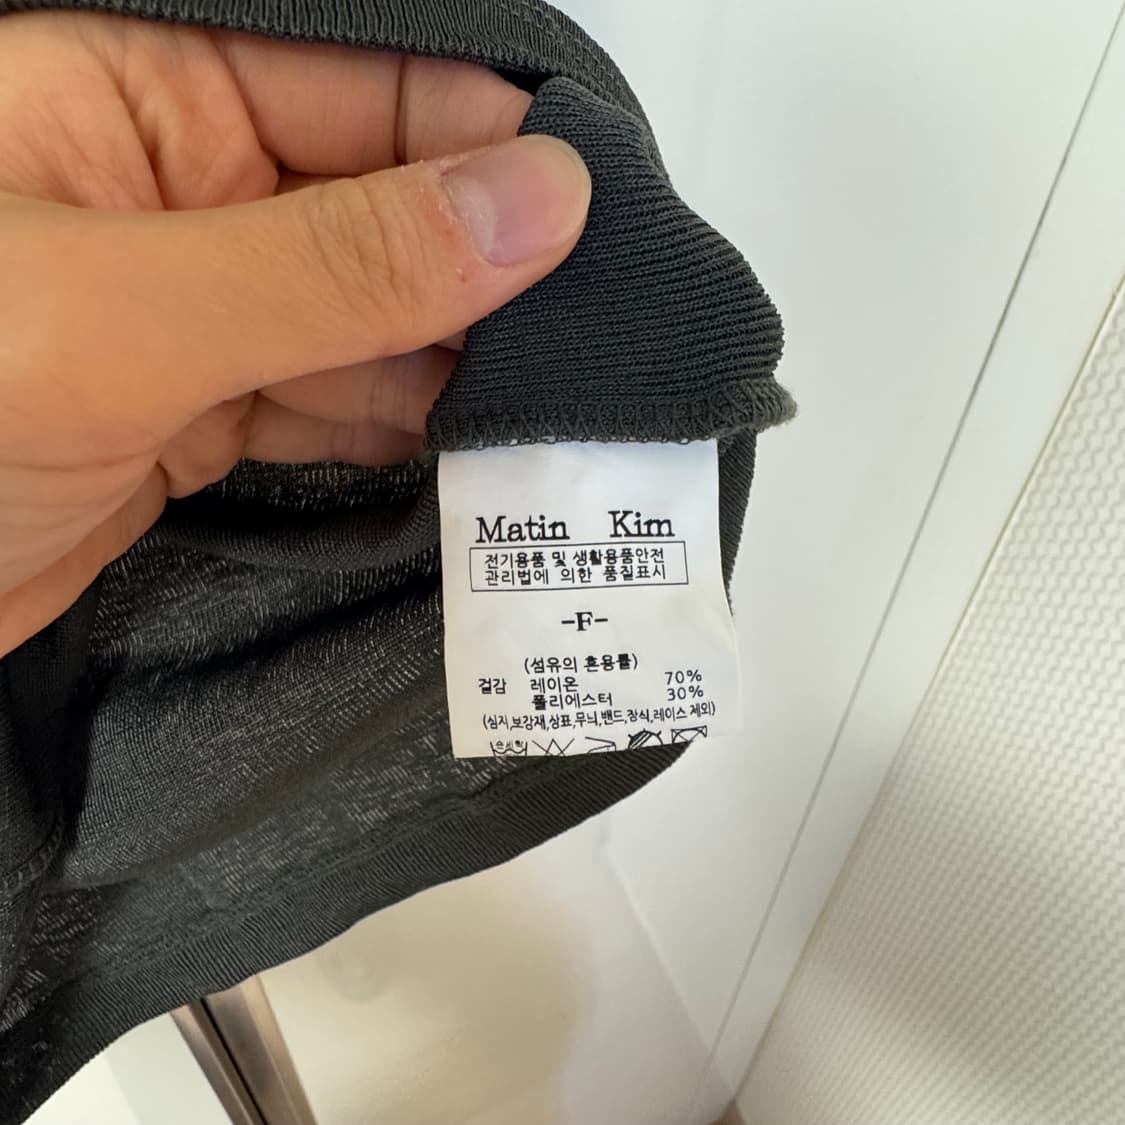 Matin Kim
전기용품 및 생활용품안전
관리법에 의한 품질표시
-F-
(섬유의 혼용률)
겉감 레이온 70%
폴리에스터 30%
(심지,보강재,상표,무늬,밴드,장식,레이스 제외)
손세탁